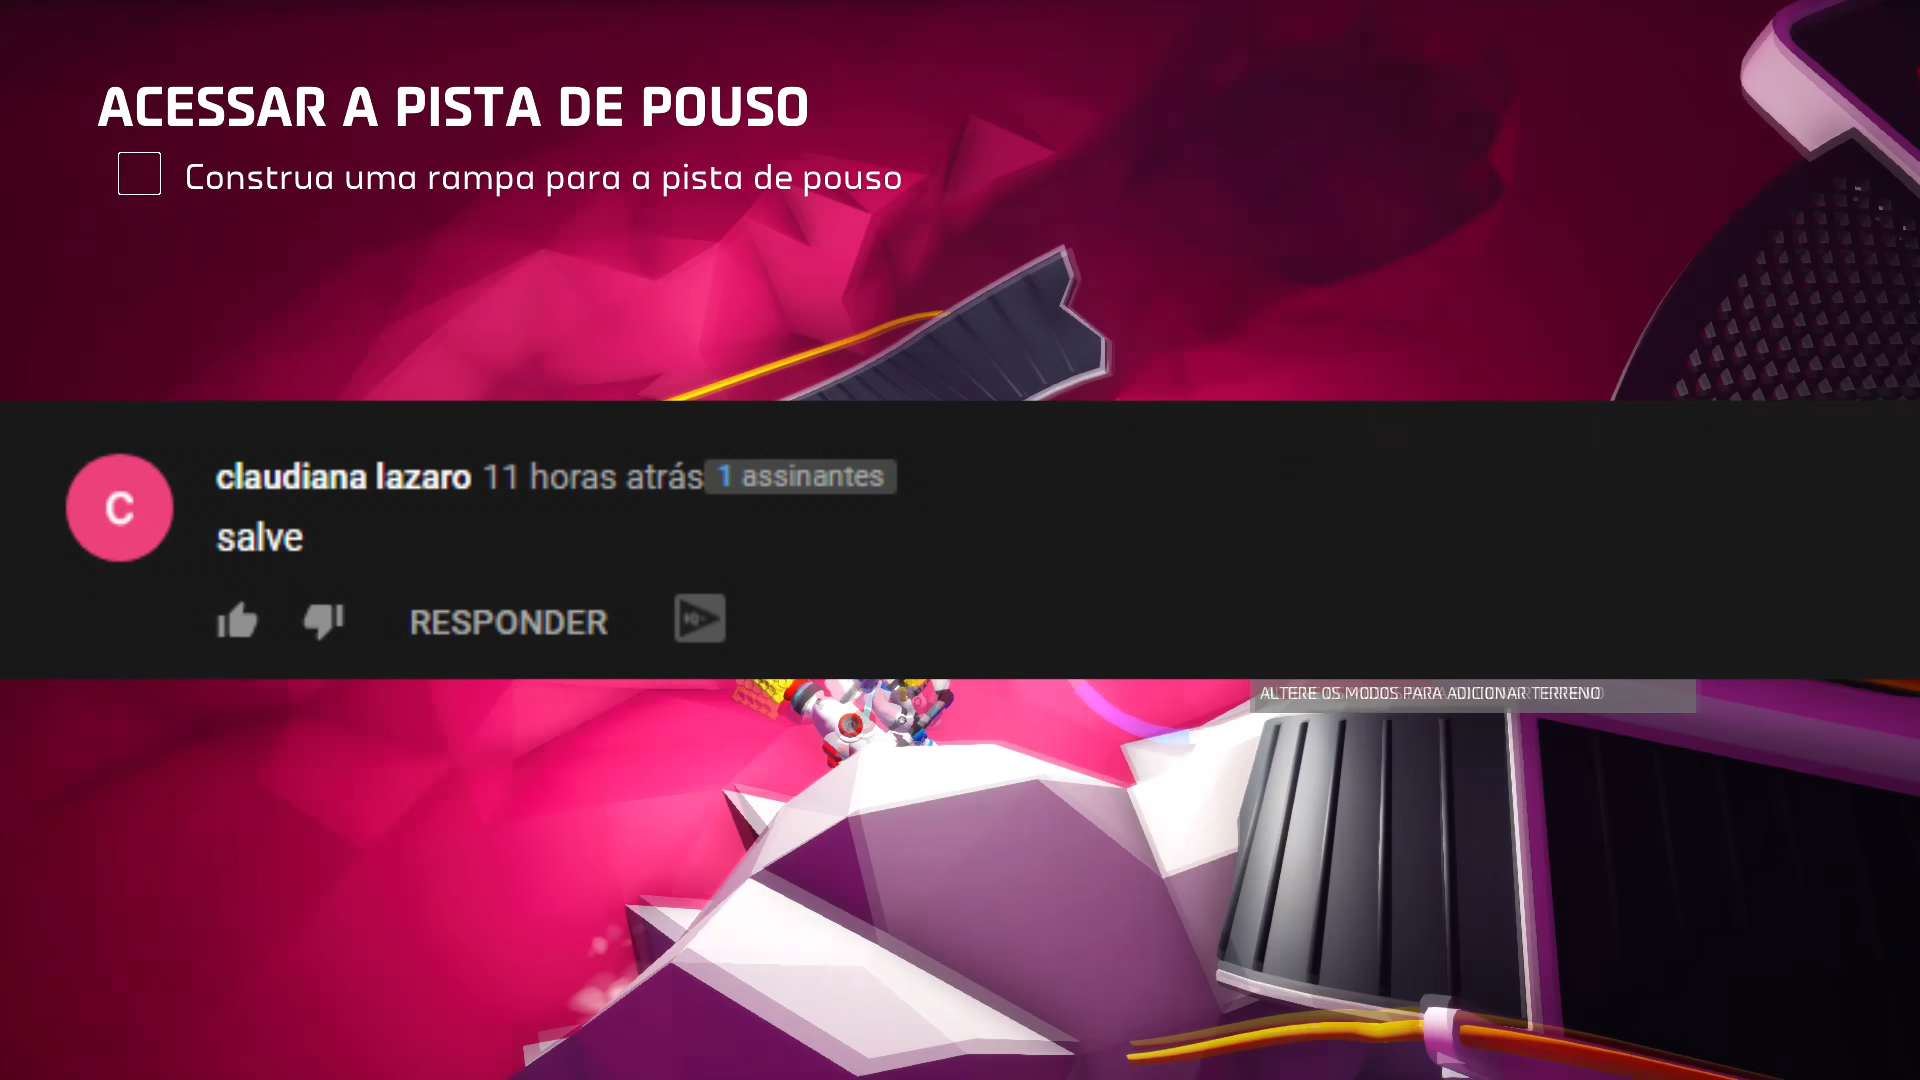 ACESSAR A PISTA DE POUSO
Construa uma rampa para a pista de pouso
C
claudiana lazaro 11 horas atrás 1 assinantes
salve
RESPONDER
ALTERE OS MODOS PARA ADICIONAR TERRENO